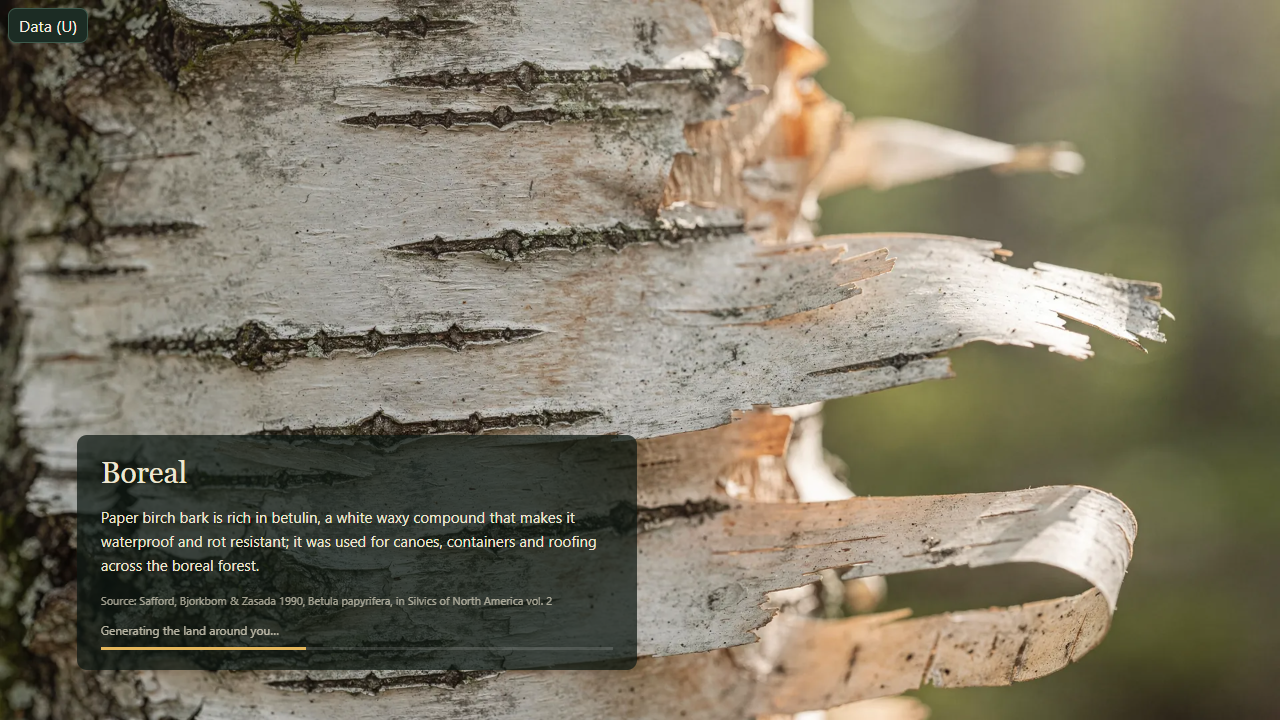 Data (U)
Boreal
Paper birch bark is rich in betulin, a white waxy compound that makes it
waterproof and rot resistant; it was used for canoes, containers and roofing
across the boreal forest.
Source: Safford, Bjorkbom & Zasada 1990, Betula papyrifera, in Silvics of North America vol. 2
Generating the land around you...